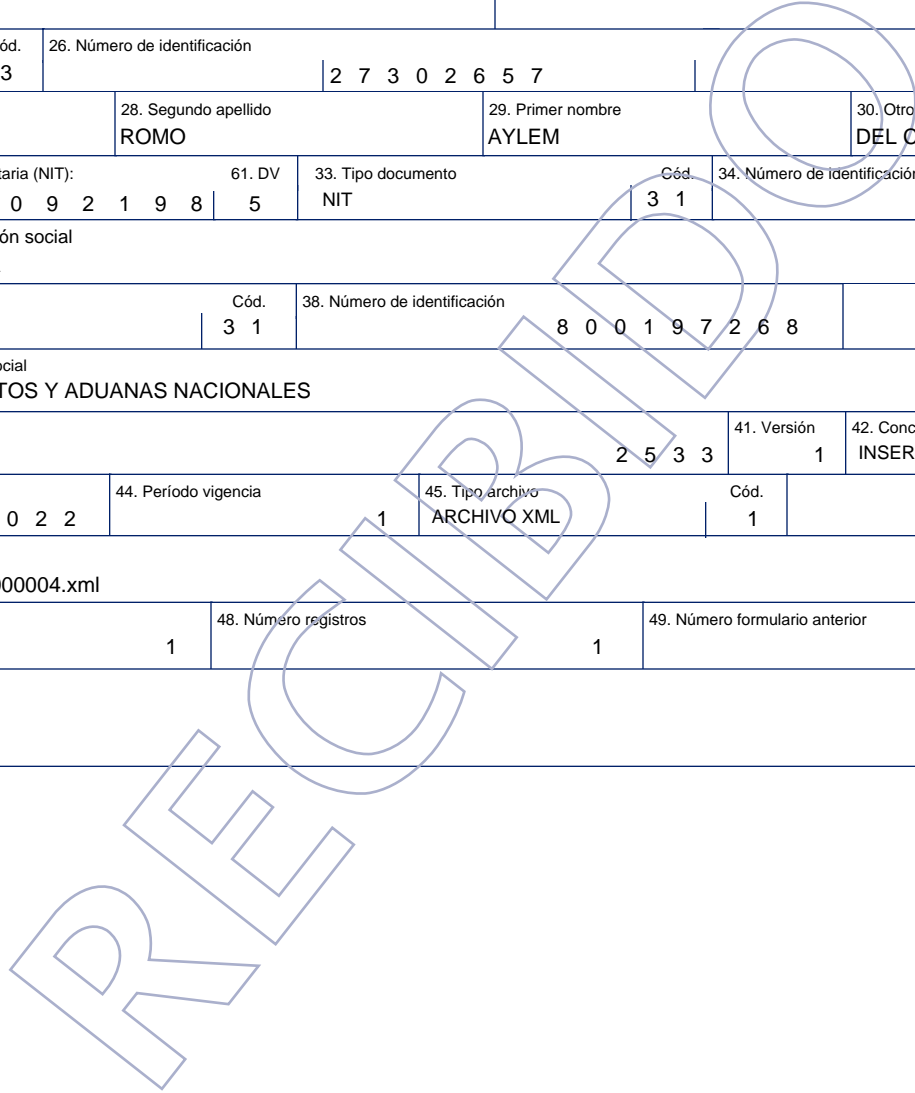 ód. 26. Número de identificación
3 2 7 3 0 2 6 5 7
28. Segundo apellido 29. Primer nombre 30. Otro
ROMO AYLEM DEL
taria (NIT): 61. DV 33. Tipo documento Cód. 34. Número de identificación
0 9 2 1 9 8 5 NIT 3 1
ón social
Cód. 38. Número de identificación
3 1 8 0 0 1 9 7 2 6 8
ocial
TOS Y ADUANAS NACIONALES
41. Versión 42. Conc
2 5 3 3 1 INSER
44. Período vigencia 45. Tipo archivo Cód.
0 2 2 1 ARCHIVO XML 1
000004.xml
48. Número registros 49. Número formulario anterior
1 1
RECIBIDO